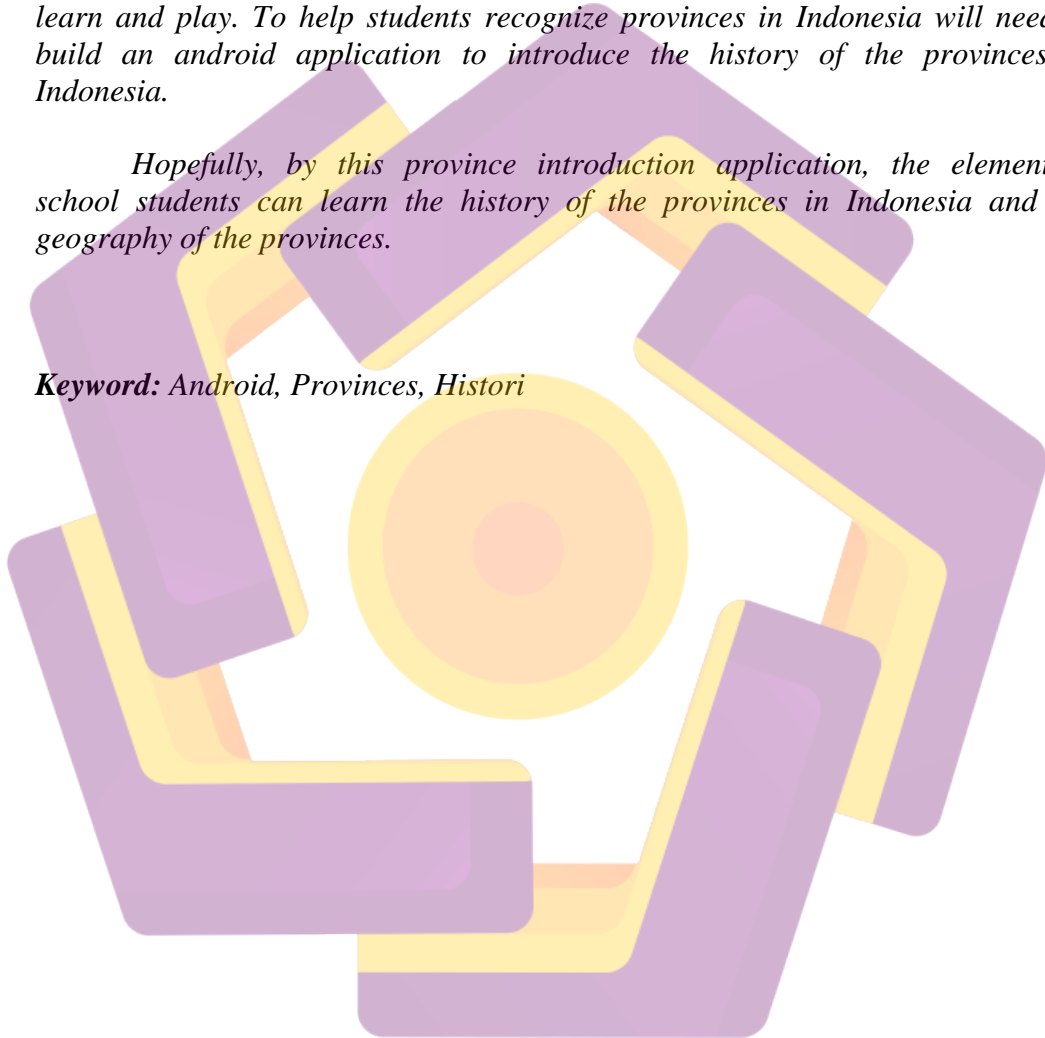 learn and play. To help students recognize provinces in Indonesia will need
build an android application to introduce the history of the provinces
Indonesia.
Hopefully, by this province introduction application, the element
school students can learn the history of the provinces in Indonesia and
geography of the provinces.
Keyword: Android, Provinces, Histori